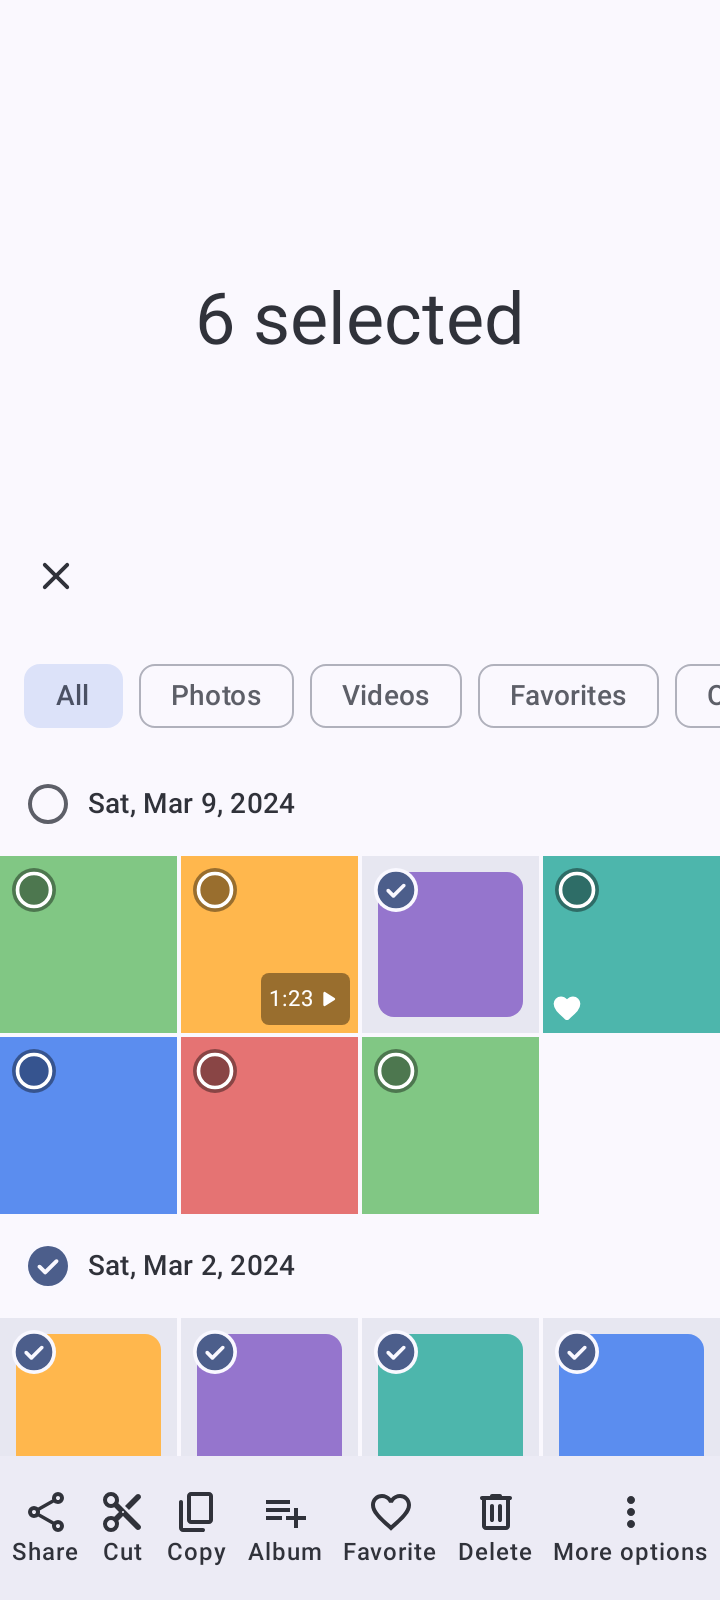 6 selected
All
Photos
Videos
Favorites
Sat, Mar 9, 2024
1:23
Sat, Mar 2, 2024
Share
Cut
Copy
Album
Favorite
Delete
More options